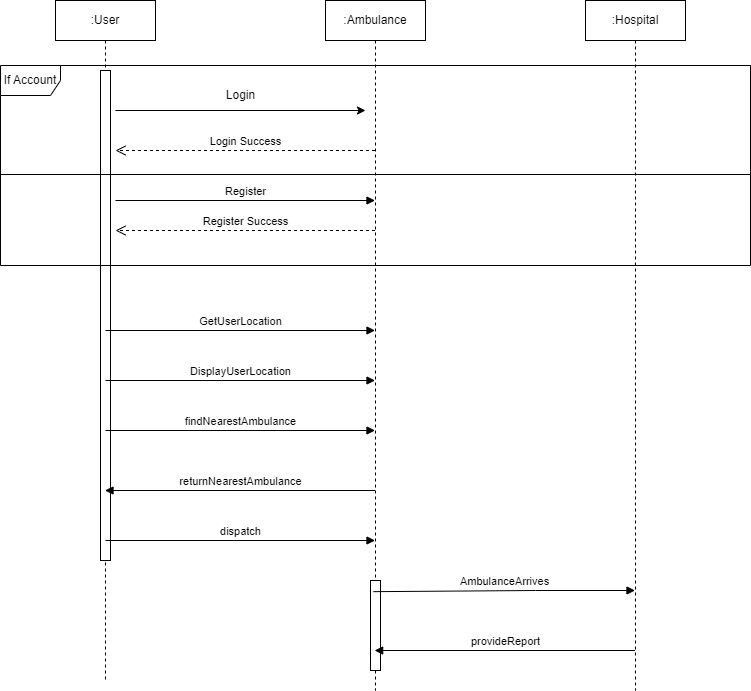 :User
:Ambulance
:Hospital
If Account
Login
Login Success
Register
Register Success
GetUserLocation
DisplayUserLocation
findNearestAmbulance
returnNearestAmbulance
dispatch
AmbulanceArrives
provideReport